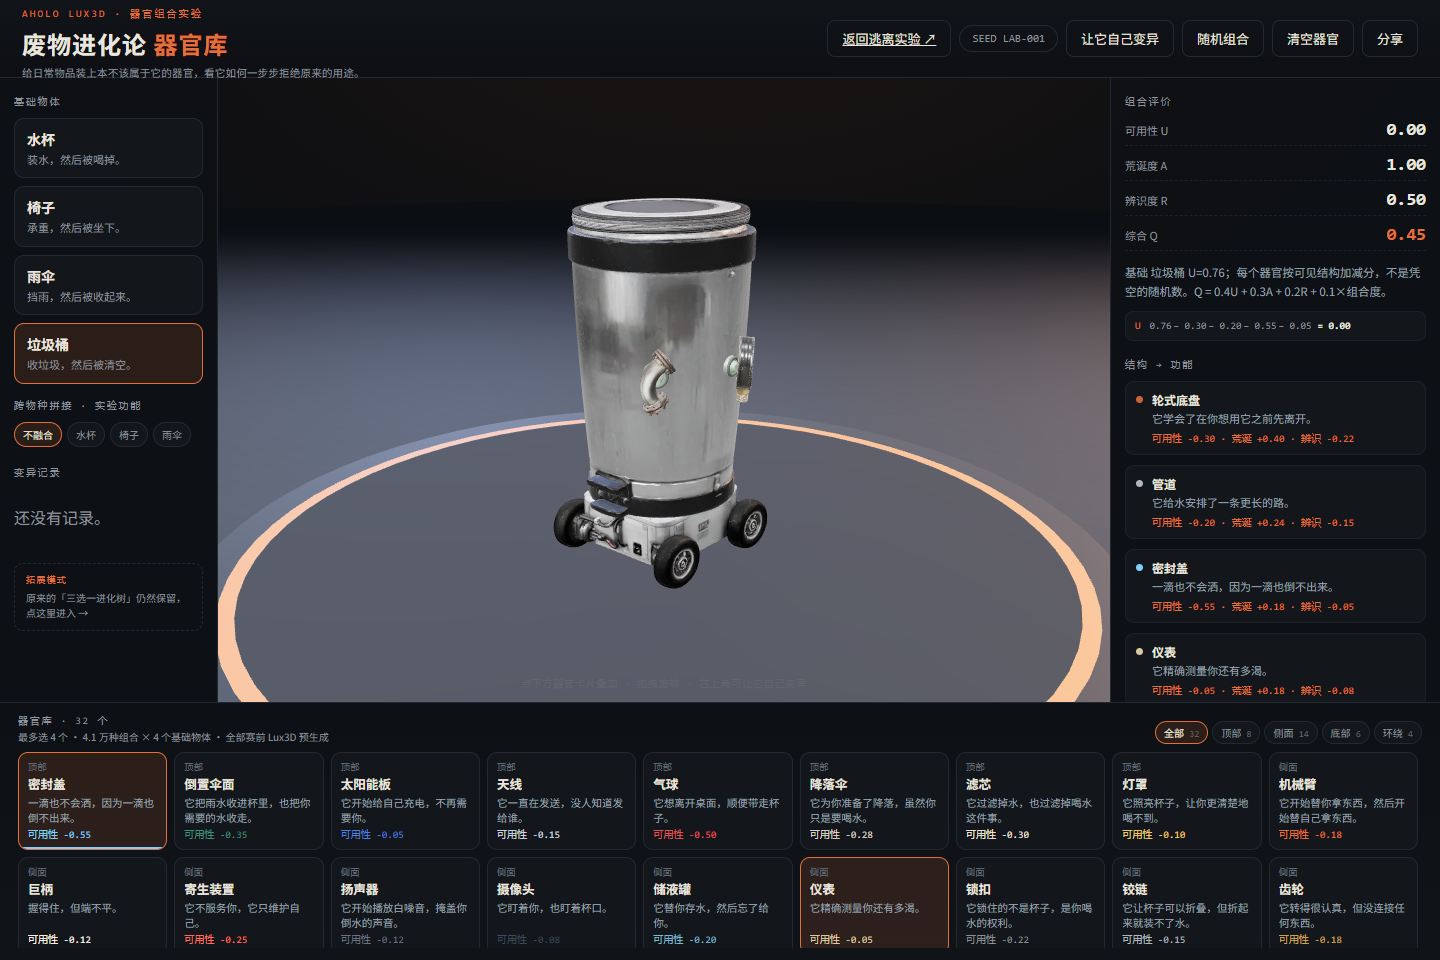 AHOLO LUX3D · 器官组合实验
废物进化论 器官库
给日常物品装上本不该属于它的器官，看它如何一步步拒绝原来的用途。
返回逃离实验 ↗
SEED LAB-001
让它自己变异
随机组合
清空器官
分享
基础物体
水杯
装水，然后被喝掉。
椅子
承重，然后被坐下。
雨伞
挡雨，然后被收起来。
垃圾桶
收垃圾，然后被清空。
跨物种拼接 · 实验功能
不融合 水杯 椅子 雨伞
变异记录
还没有记录。
拓展模式
原来的「三选一进化树」仍然保留，
点这里进入 →
组合评价
可用性 U 0.00
荒诞度 A 1.00
辨识度 R 0.50
综合 Q 0.45
基础 垃圾桶 U=0.76；每个器官按可见结构加减分，不是凭
空的随机数。Q = 0.4U + 0.3A + 0.2R + 0.1×组合度。
U 0.76 − 0.30 − 0.20 − 0.55 − 0.05 = 0.00
结构 → 功能
轮式底盘
它学会了在你想用它之前先离开。
可用性 -0.30 · 荒诞 +0.40 · 辨识 -0.22
管道
它给水安排了一条更长的路。
可用性 -0.20 · 荒诞 +0.24 · 辨识 -0.15
密封盖
一滴也不会洒，因为一滴也倒不出来。
可用性 -0.55 · 荒诞 +0.18 · 辨识 -0.05
仪表
它精确测量你还有多渴。
可用性 -0.05 · 荒诞 +0.18 · 辨识 -0.08
器官库 · 32 个
最多选 4 个 · 4.1 万种组合 × 4 个基础物体 · 全部赛前 Lux3D 预生成
全部 32 顶部 8 侧面 14 底部 6 环绕 4
顶部
密封盖
一滴也不会洒，因为一滴也
倒不出来。
可用性 -0.55
顶部
倒置伞面
它把雨水收进杯里，也把你
需要的水收走。
可用性 -0.35
顶部
太阳能板
它开始给自己充电，不再需
要你。
可用性 -0.05
顶部
天线
它一直在发送，没人知道发
给谁。
可用性 -0.15
顶部
气球
它想离开桌面，顺便带走杯
子。
可用性 -0.50
顶部
降落伞
它为你准备了降落，虽然你
只是要喝水。
可用性 -0.28
顶部
滤芯
它过滤掉水，也过滤掉喝水
这件事。
可用性 -0.30
顶部
灯罩
它照亮杯子，让你更清楚地
喝不到。
可用性 -0.10
侧面
机械臂
它开始替你拿东西，然后开
始替自己拿东西。
可用性 -0.18
侧面
巨柄
握得住，但端不平。
可用性 -0.12
侧面
寄生装置
它不服务你，它只维护自
己。
可用性 -0.25
侧面
扬声器
它开始播放白噪音，掩盖你
倒水的声音。
可用性 -0.12
侧面
摄像头
它盯着你，也盯着杯口。
可用性 -0.08
侧面
储液罐
它替你存水，然后忘了给
你。
可用性 -0.20
侧面
仪表
它精确测量你还有多渴。
可用性 -0.05
侧面
锁扣
它锁住的不是杯子，是你喝
水的权利。
可用性 -0.22
侧面
铰链
它让杯子可以折叠，但折起
来就装不了水。
可用性 -0.15
侧面
齿轮
它转得很认真，但没连接任
何东西。
可用性 -0.18